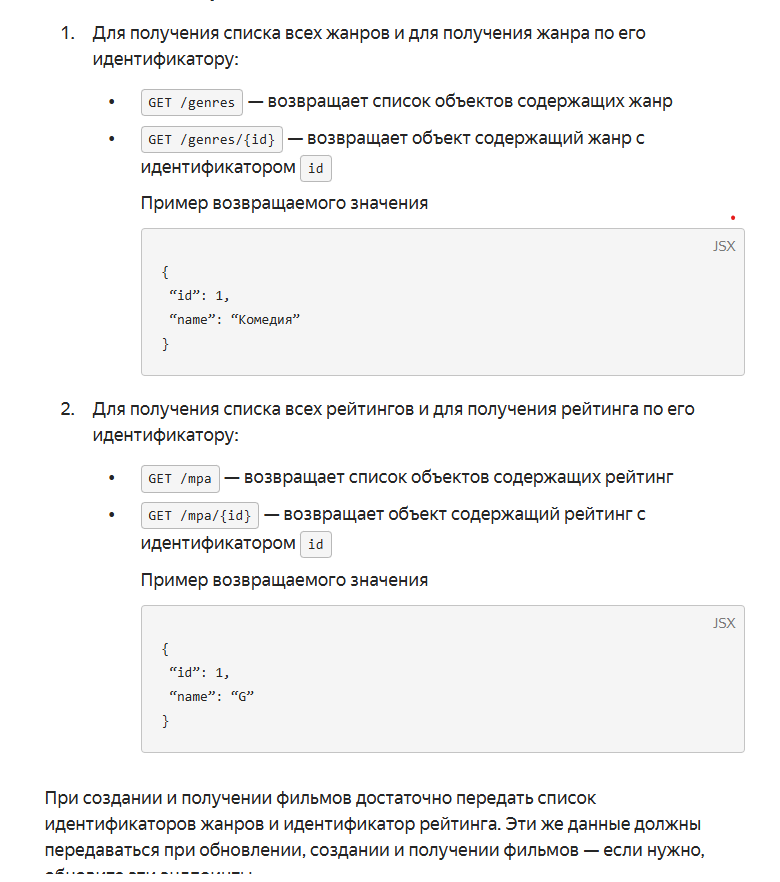 1. Для получения списка всех жанров и для получения жанра по его
идентификатору:
• GET /genres — возвращает список объектов содержащих жанр
• GET /genres/{id} — возвращает объект содержащий жанр с
идентификатором id
Пример возвращаемого значения
JSX
{
“id”: 1,
“name”: “Комедия”
}
2. Для получения списка всех рейтингов и для получения рейтинга по его
идентификатору:
• GET /mpa — возвращает список объектов содержащих рейтинг
• GET /mpa/{id} — возвращает объект содержащий рейтинг с
идентификатором id
Пример возвращаемого значения
JSX
{
“id”: 1,
“name”: “G”
}
При создании и получении фильмов достаточно передать список
идентификаторов жанров и идентификатор рейтинга. Эти же данные должны
передаваться при обновлении, создании и получении фильмов — если нужно,